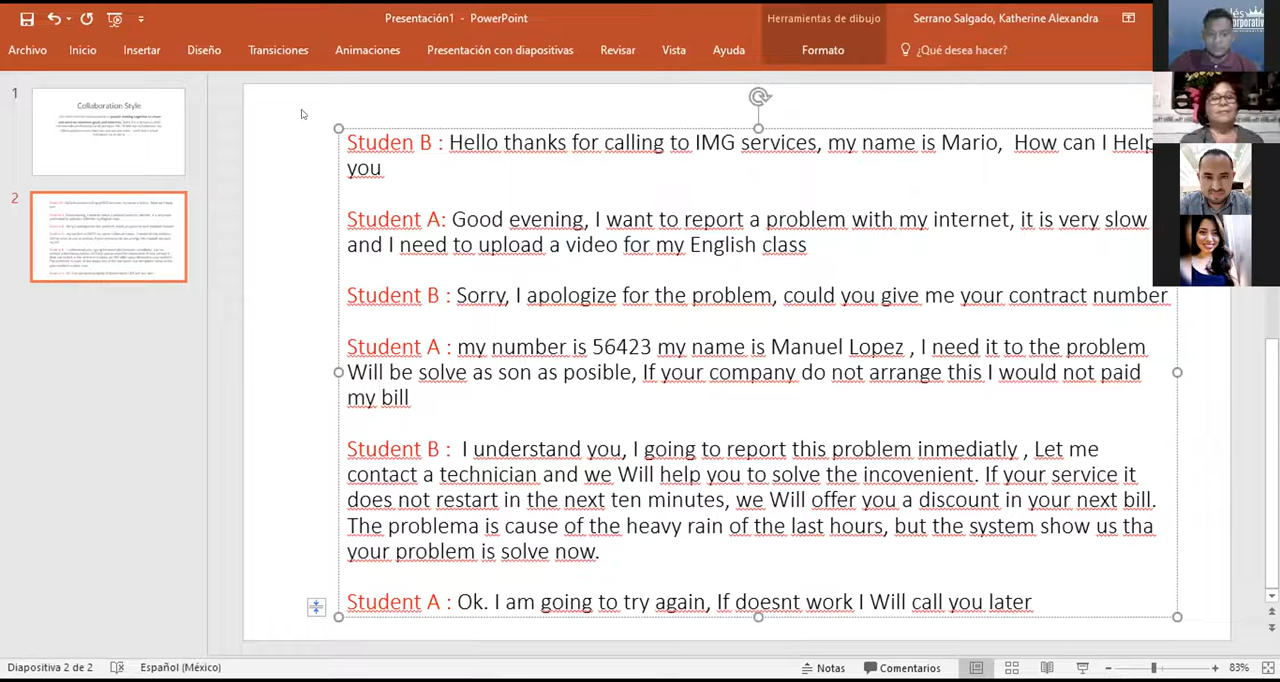 Presentación1 - PowerPoint
Herramientas de dibujo
Serrano Salgado, Katherine Alexandra
Archivo Inicio Insertar Diseño Transiciones Animaciones Presentación con diapositivas Revisar Vista Ayuda Formato ¿Qué desea hacer?
1
Collaboration Style
2
Studen B : Hello thanks for calling to IMG services, my name is Mario, How can I Help
you
Student A: Good evening, I want to report a problem with my internet, it is very slow
and I need to upload a video for my English class
Student B : Sorry, I apologize for the problem, could you give me your contract number
Student A : my number is 56423 my name is Manuel Lopez , I need it to the problem
Will be solve as son as posible, If your company do not arrange this I would not paid
my bill
Student B : I understand you, I going to report this problem inmediatly , Let me
contact a technician and we Will help you to solve the incovenient. If your service it
does not restart in the next ten minutes, we Will offer you a discount in your next bill.
The problema is cause of the heavy rain of the last hours, but the system show us tha
your problem is solve now.
Student A : Ok. I am going to try again, If doesnt work I Will call you later
Diapositiva 2 de 2 Español (México) Notas Comentarios 83%